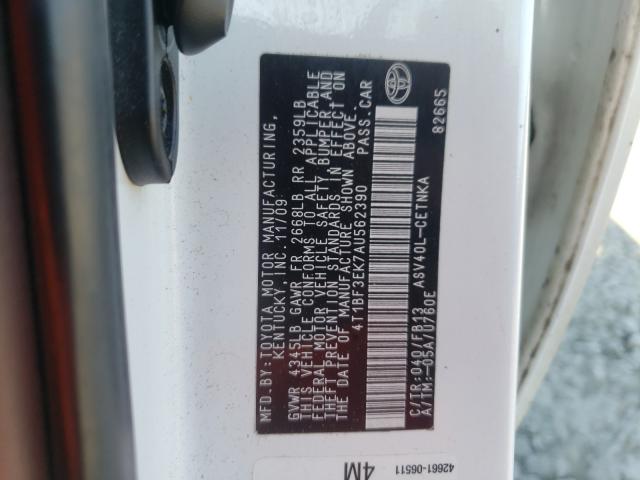 MFD.BY:TOYOTA MOTOR MANUFACTURING,
KENTUCKY, INC. 11/09
GVWR 4345LB GAWR FR 2668LB RR 2359LB
THIS VEHICLE CONFORMS TO ALL APPLICABLE
FEDERAL MOTOR VEHICLE SAFETY, BUMPER, AND
THEFT PREVENTION STANDARDS IN EFFECT ON
THE DATE OF MANUFACTURE SHOWN ABOVE.
4T1BF3EK7AU562390 PASS.CAR
C/TR:040/FB13 ASV40L-CETNKA
A/TM:-05A/U760E 82665
42661-06511
4M